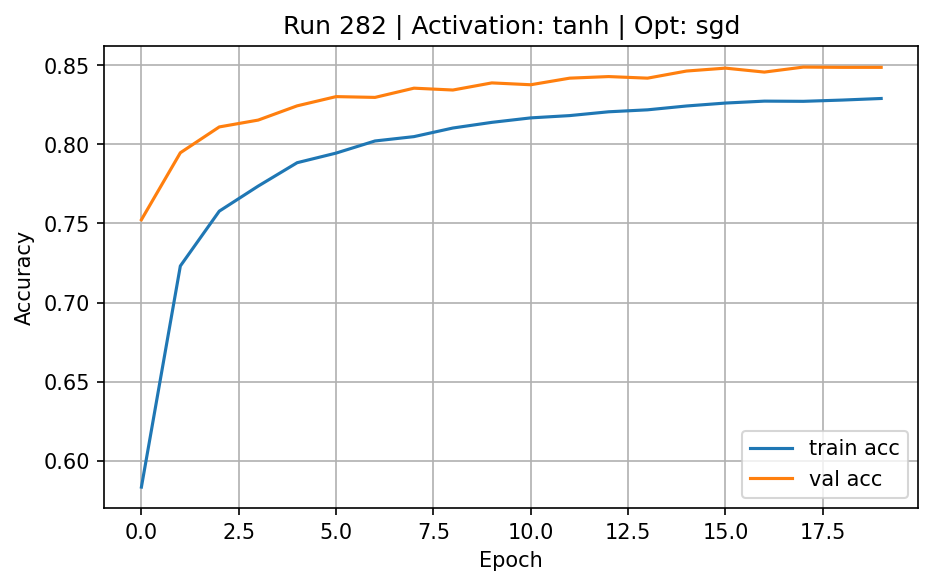 Run 282 | Activation: tanh | Opt: sgd
0.85
0.80
0.75
0.70
0.65
0.60
Accuracy
train acc
val acc
0.0 2.5 5.0 7.5 10.0 12.5 15.0 17.5
Epoch